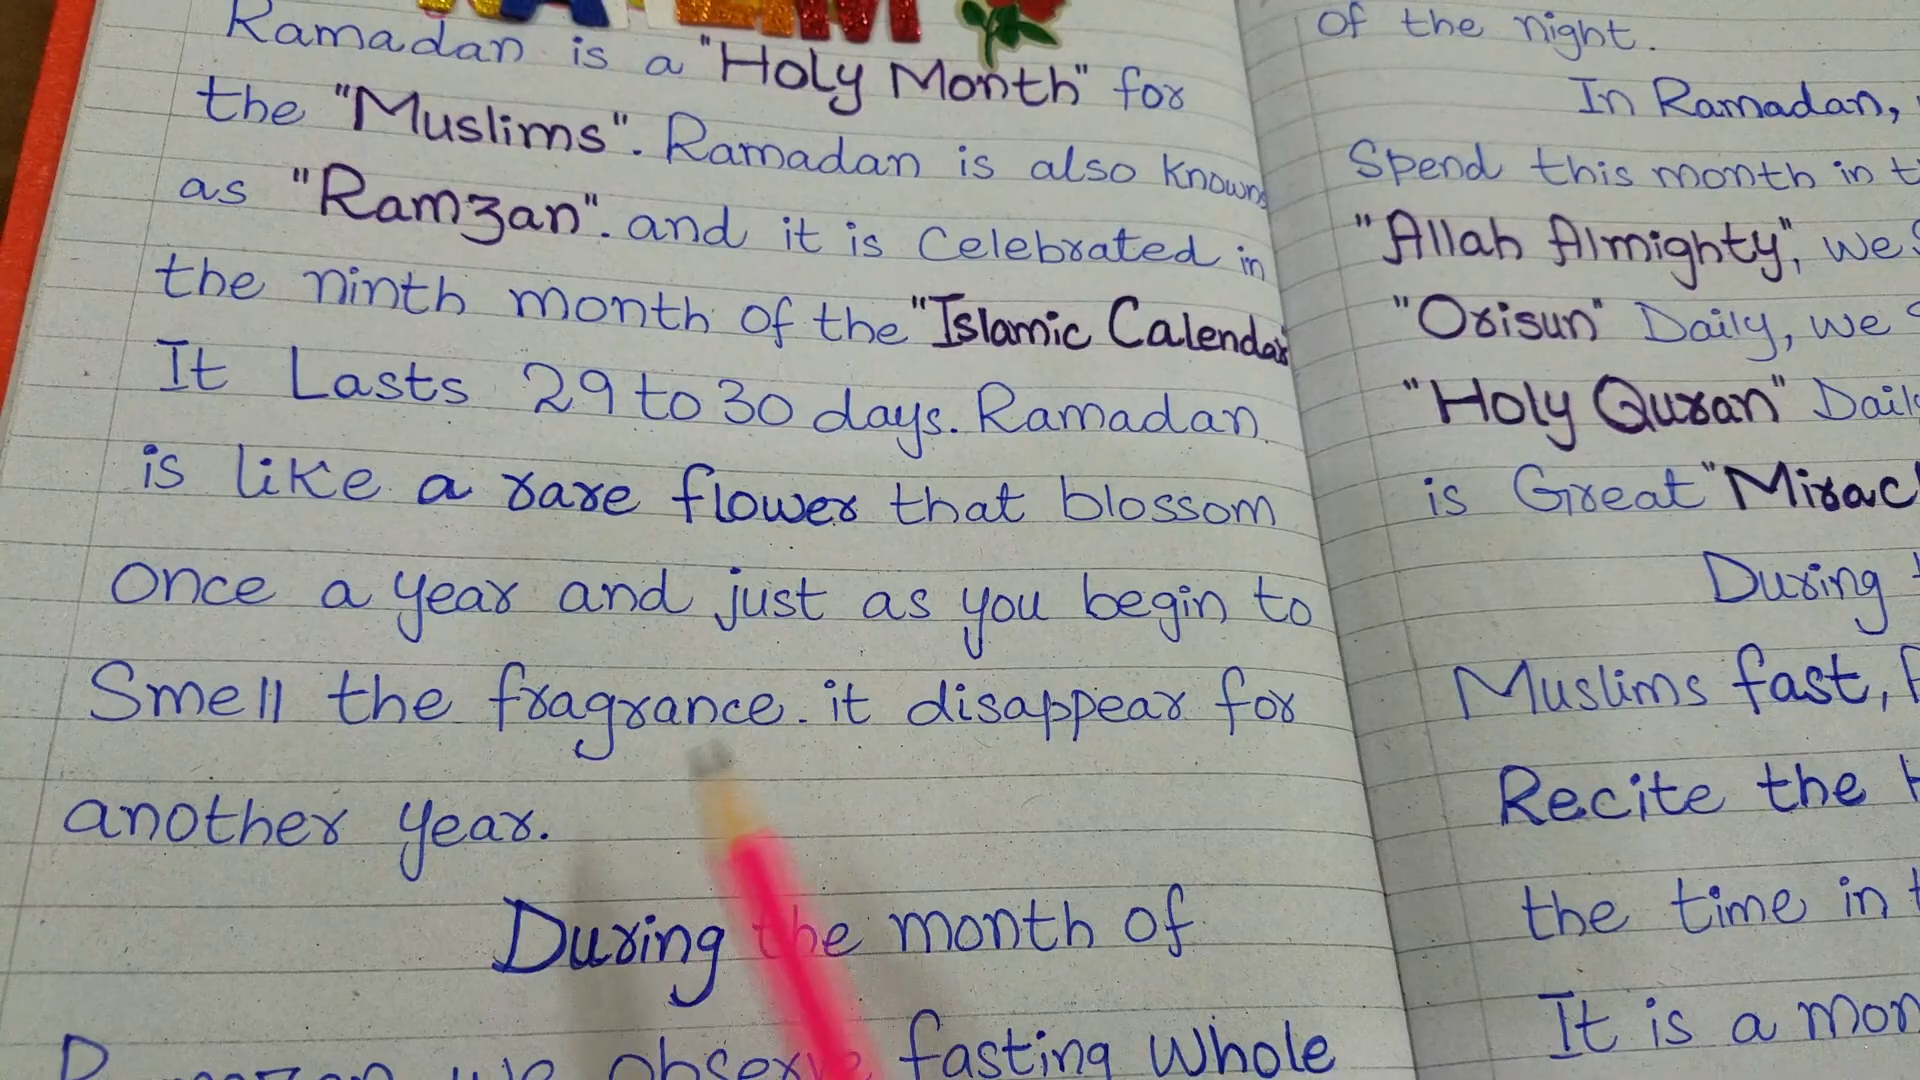 Ramadan is a "Holy Month" for
the "Muslims". Ramadan is also known
as "Ramzan". and it is Celebrated in
the ninth month of the "Islamic Calendar
It Lasts 29 to 30 days. Ramadan
is like a rare flower that blossom
Once a year and just as you begin to
Smell the fragrance. it disappear for
another year.
During the month of
we observe fasting Whole
of the night.
In Ramadan,
Spend this month in
"Allah Almighty", we
"Orisun" Daily, we
"Holy Quran"
is Great
During
Muslims fast,
Recite the
the time in
It is a